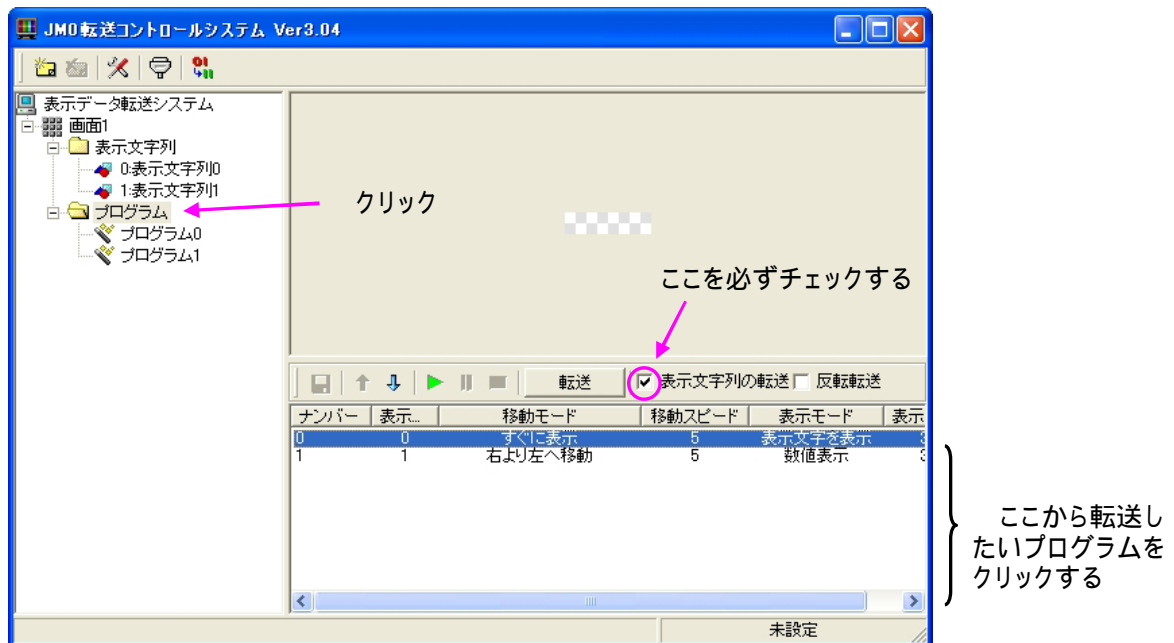 JM0転送コントロールシステム Ver3.04
表示データ転送システム
画面1
表示文字列
0:表示文字列0
1:表示文字列1
プログラム
プログラム0
プログラム1
クリック
ここを必ずチェックする
転送
表示文字列の転送
反転転送
ナンバー 表示... 移動モード 移動スピード 表示モード 表示
0 0 すぐに表示 5 表示文字を表示
1 1 右より左へ移動 5 数値表示
ここから転送し
たいプログラムを
クリックする
未設定